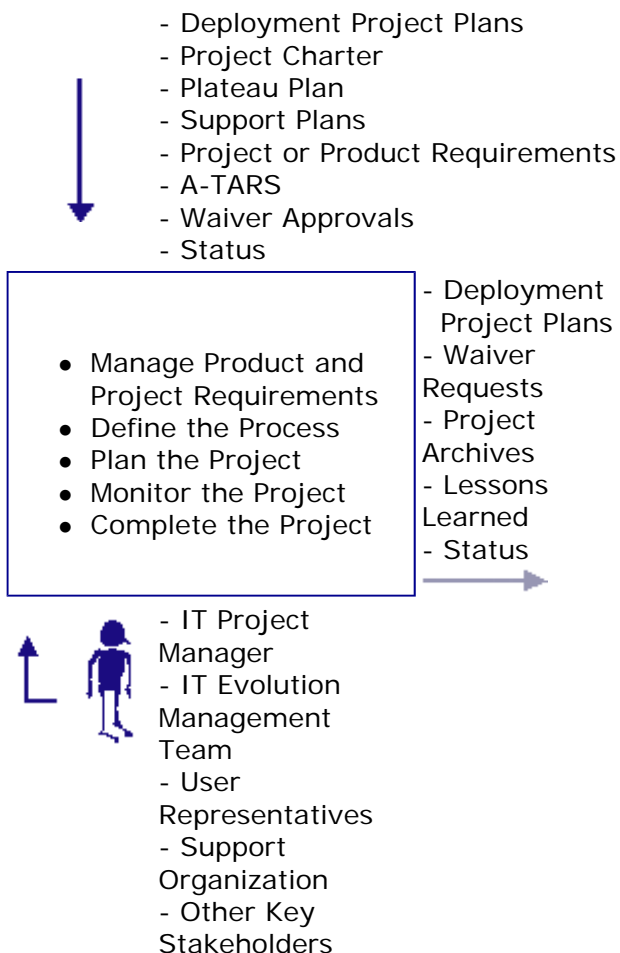 - Deployment Project Plans
- Project Charter
- Plateau Plan
- Support Plans
- Project or Product Requirements
- A-TARS
- Waiver Approvals
- Status
● Manage Product and
Project Requirements
● Define the Process
● Plan the Project
● Monitor the Project
● Complete the Project
- Deployment
Project Plans
- Waiver
Requests
- Project
Archives
- Lessons
Learned
- Status
- IT Project
Manager
- IT Evolution
Management
Team
- User
Representatives
- Support
Organization
- Other Key
Stakeholders